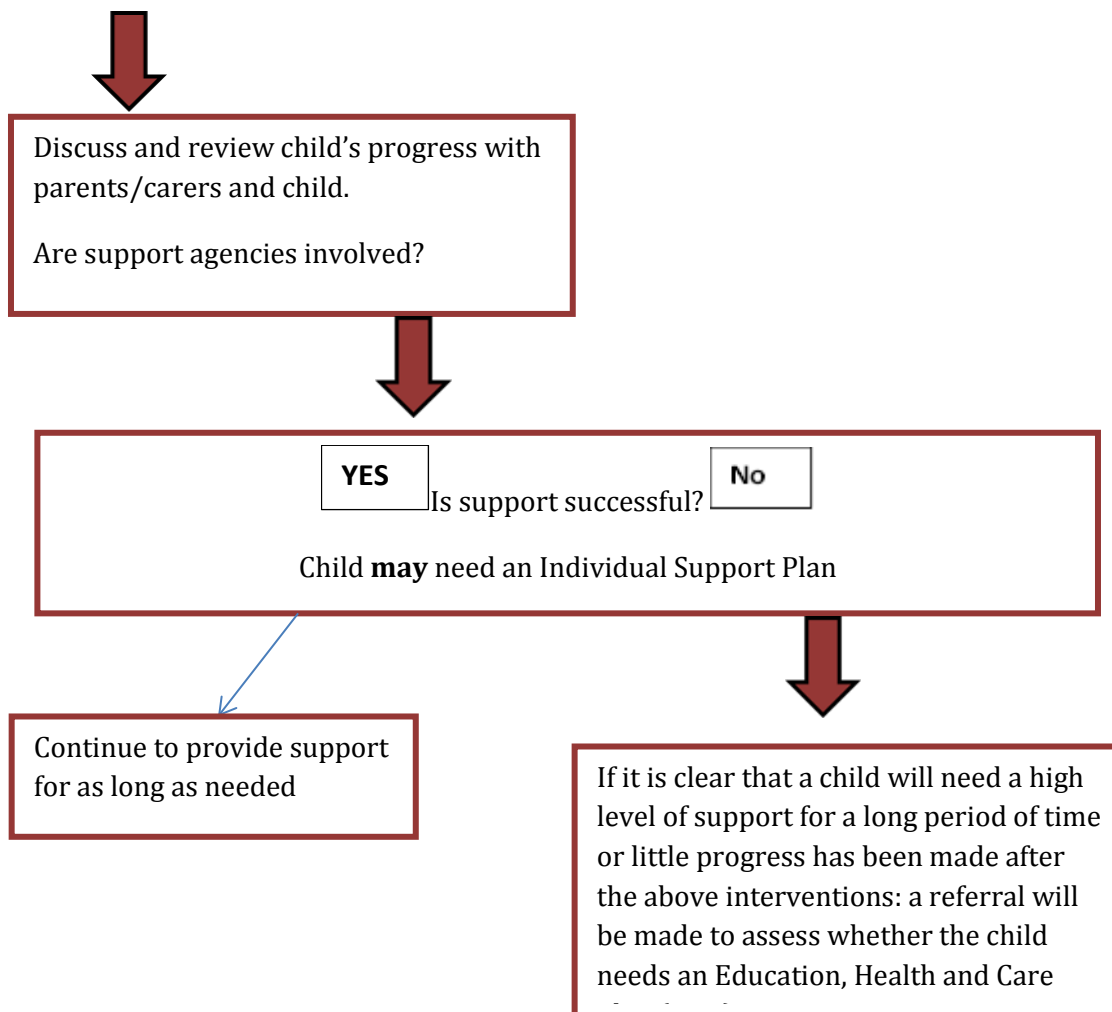 Discuss and review child’s progress with
parents/carers and child.
Are support agencies involved?
YES
Is support successful?
No
Child may need an Individual Support Plan
Continue to provide support
for as long as needed
If it is clear that a child will need a high
level of support for a long period of time
or little progress has been made after
the above interventions: a referral will
be made to assess whether the child
needs an Education, Health and Care